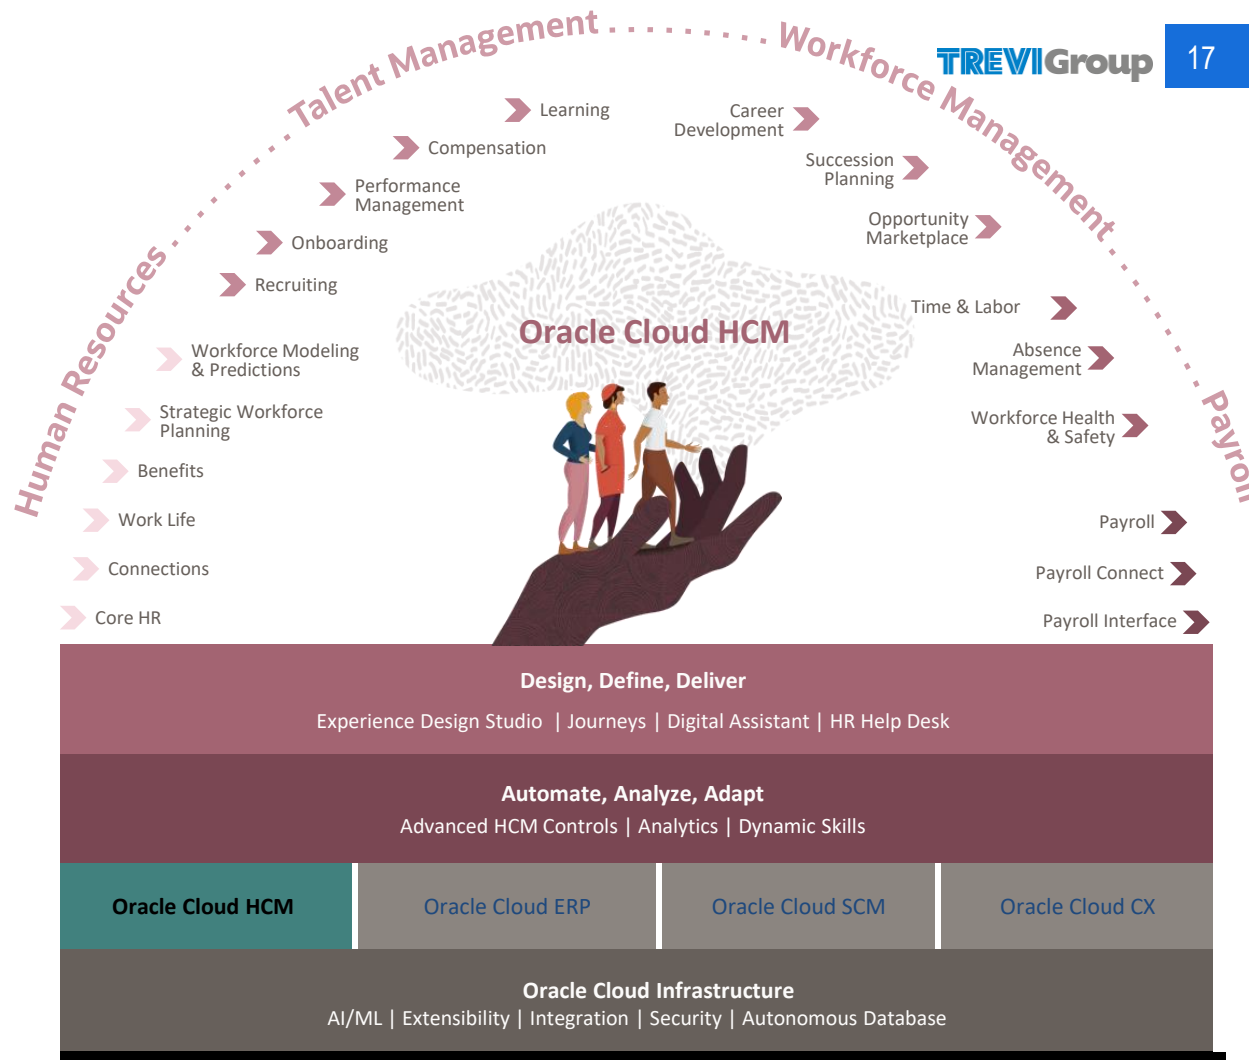 Talent Management
Workforce Management
TREVIGroup
17
Human Resources
Payroll
Learning
Compensation
Performance
Management
Onboarding
Recruiting
Workforce Modeling
& Predictions
Strategic Workforce
Planning
Benefits
Work Life
Connections
Core HR
Career
Development
Succession
Planning
Opportunity
Marketplace
Time & Labor
Absence
Management
Workforce Health
& Safety
Payroll
Payroll Connect
Payroll Interface
Oracle Cloud HCM
Design, Define, Deliver
Experience Design Studio | Journeys | Digital Assistant | HR Help Desk
Automate, Analyze, Adapt
Advanced HCM Controls | Analytics | Dynamic Skills
Oracle Cloud HCM
Oracle Cloud ERP
Oracle Cloud SCM
Oracle Cloud CX
Oracle Cloud Infrastructure
AI/ML | Extensibility | Integration | Security | Autonomous Database